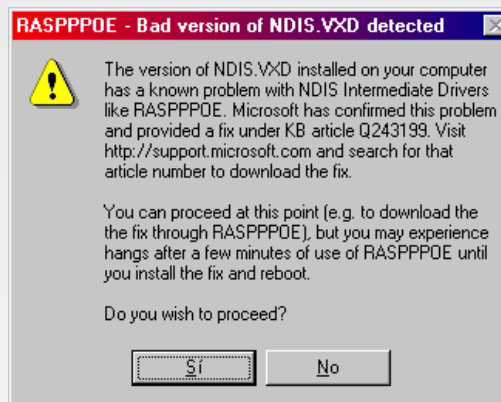 RASPPPOE - Bad version of NDIS.VXD detected
The version of NDIS.VXD installed on your computer
has a known problem with NDIS Intermediate Drivers
like RASPPPOE. Microsoft has confirmed this problem
and provided a fix under KB article Q243199. Visit
http://support.microsoft.com and search for that
article number to download the fix.
You can proceed at this point (e.g. to download the
the fix through RASPPPOE), but you may experience
hangs after a few minutes of use of RASPPPOE until
you install the fix and reboot.
Do you wish to proceed?
Sí
No